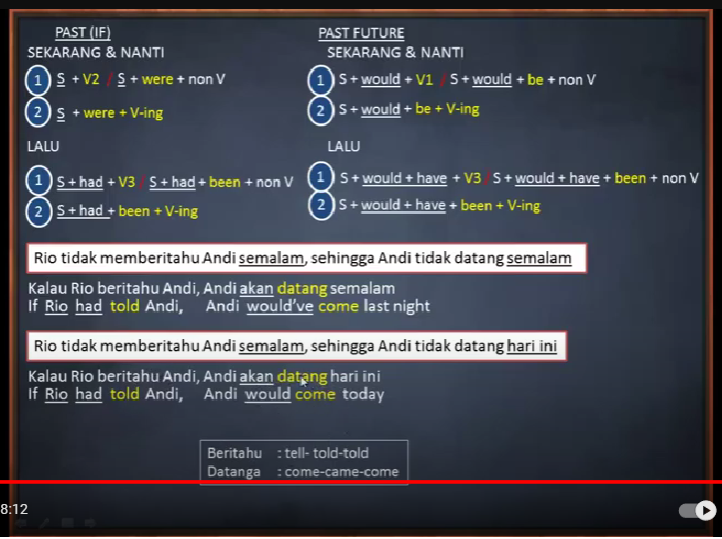 PAST (IF)
SEKARANG & NANTI
1 S + V2 / S + were + non V
2 S + were + V-ing
LALU
1 S + had + V3 / S + had + been + non V
2 S + had + been + V-ing
PAST FUTURE
SEKARANG & NANTI
1 S + would + V1 / S + would + be + non V
2 S + would + be + V-ing
LALU
1 S + would + have + V3 / S + would + have + been + non V
2 S + would + have + been + V-ing
Rio tidak memberitahu Andi semalam, sehingga Andi tidak datang semalam
Kalau Rio beritahu Andi, Andi akan datang semalam
If Rio had told Andi, Andi would've come last night
Rio tidak memberitahu Andi semalam, sehingga Andi tidak datang hari ini
Kalau Rio beritahu Andi, Andi akan datang hari ini
If Rio had told Andi, Andi would come today
Beritahu : tell- told-told
Datanga : come-came-come
8:12